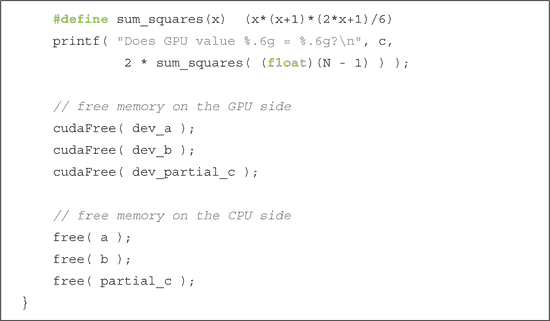 #define sum_squares(x)  (x*(x+1)*(2*x+1)/6)
printf( "Does GPU value %.6g = %.6g?\n", c,
2 * sum_squares( (float)(N - 1) ) );
// free memory on the GPU side
cudaFree( dev_a );
cudaFree( dev_b );
cudaFree( dev_partial_c );
// free memory on the CPU side
free( a );
free( b );
free( partial_c );
}